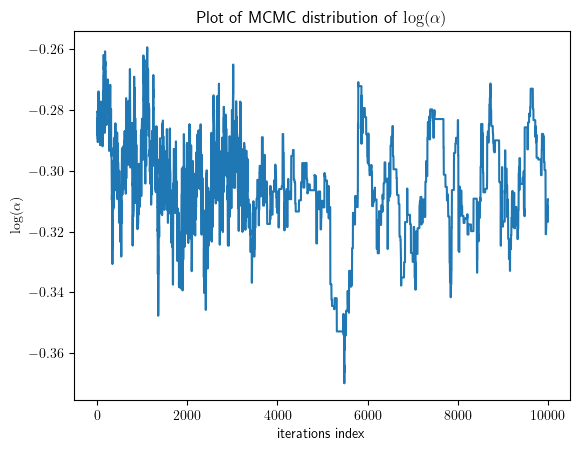 Plot of MCMC distribution of log(α)
−0.26
−0.28
−0.30
−0.32
−0.34
−0.36
log(α)
0 2000 4000 6000 8000 10000
iterations index